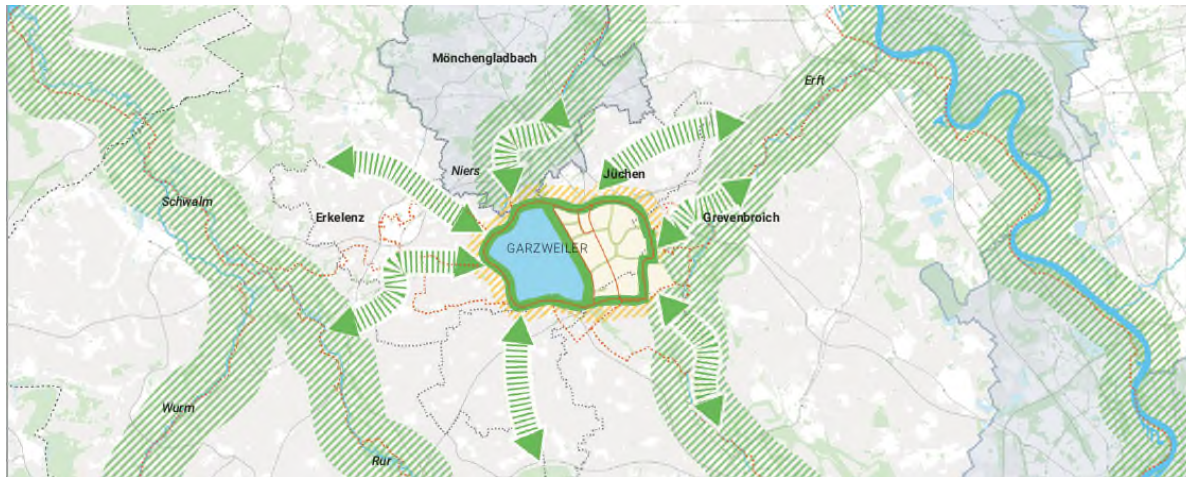 Mönchengladbach
Erft
Niers
Jüchen
Schwalm
Erkelenz
Grevenbroich
GARZWEILER
Wurm
Rur